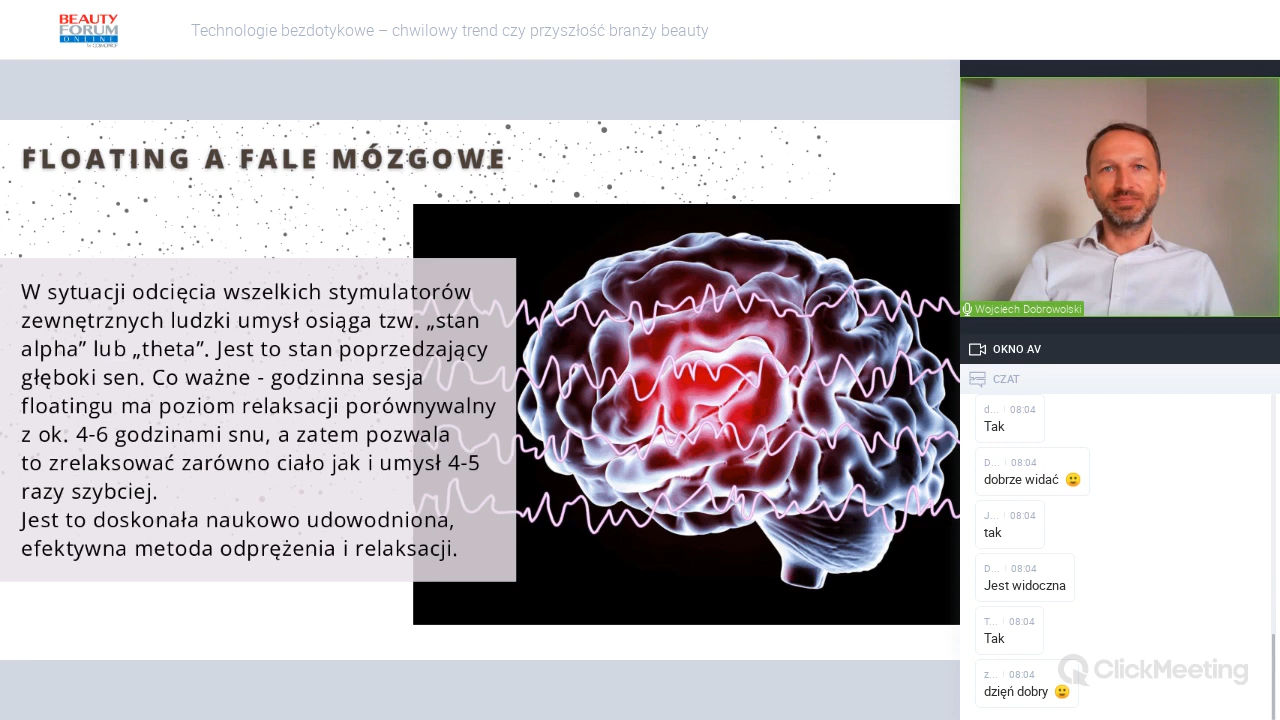 BEAUTY
FORUM
ONLINE
Technologie bezdotykowe – chwilowy trend czy przyszłość branży beauty
FLOATING A FALE MÓZGOWE
W sytuacji odcięcia wszelkich stymulatorów
zewnętrznych ludzki umysł osiąga tzw. „stan
alpha” lub „theta”. Jest to stan poprzedzający
głęboki sen. Co ważne - godzinna sesja
floatingu ma poziom relaksacji porównywalny
z ok. 4-6 godzinami snu, a zatem pozwala
to zrelaksować zarówno ciało jak i umysł 4-5
razy szybciej.
Jest to doskonała naukowo udowodniona,
efektywna metoda odprężenia i relaksacji.
Wojciech Dobrowolski
OKNO AV
CZAT
d... 08:04
Tak
D... 08:04
dobrze widać
J... 08:04
tak
D... 08:04
Jest widoczna
T... 08:04
Tak
z... 08:04
dzięń dobry
ClickMeeting